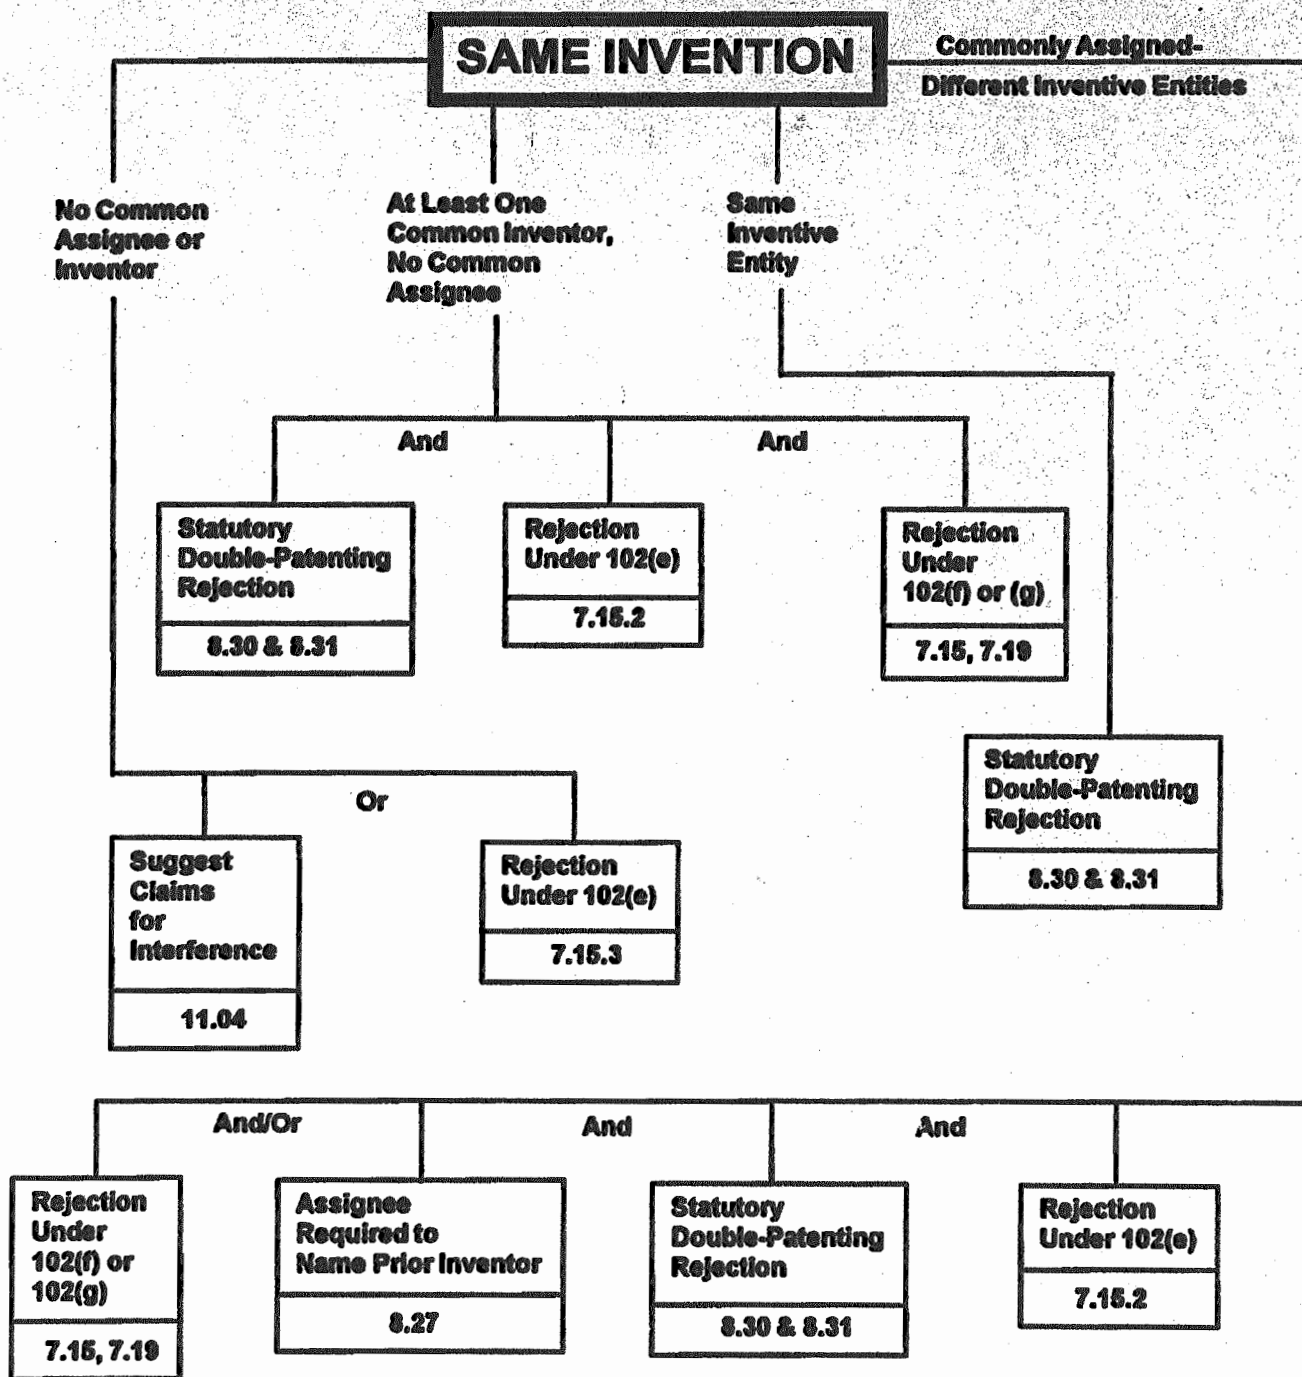 SAME INVENTION
Commonly Assigned-
Different Inventive Entities
No Common
Assignee or
Inventor
At Least One
Common Inventor,
No Common
Assignee
Same
Inventive
Entity
And
And
Statutory
Double-Patenting
Rejection
8.30 & 8.31
Rejection
Under 102(e)
7.15.2
Rejection
Under
102(f) or (g)
7.15, 7.19
Statutory
Double-Patenting
Rejection
8.30 & 8.31
Or
Suggest
Claims
for
Interference
11.04
Rejection
Under 102(e)
7.15.3
And/Or
And
And
Rejection
Under
102(f) or
102(g)
7.15, 7.19
Assignee
Required to
Name Prior Inventor
8.27
Statutory
Double-Patenting
Rejection
8.30 & 8.31
Rejection
Under 102(e)
7.15.2